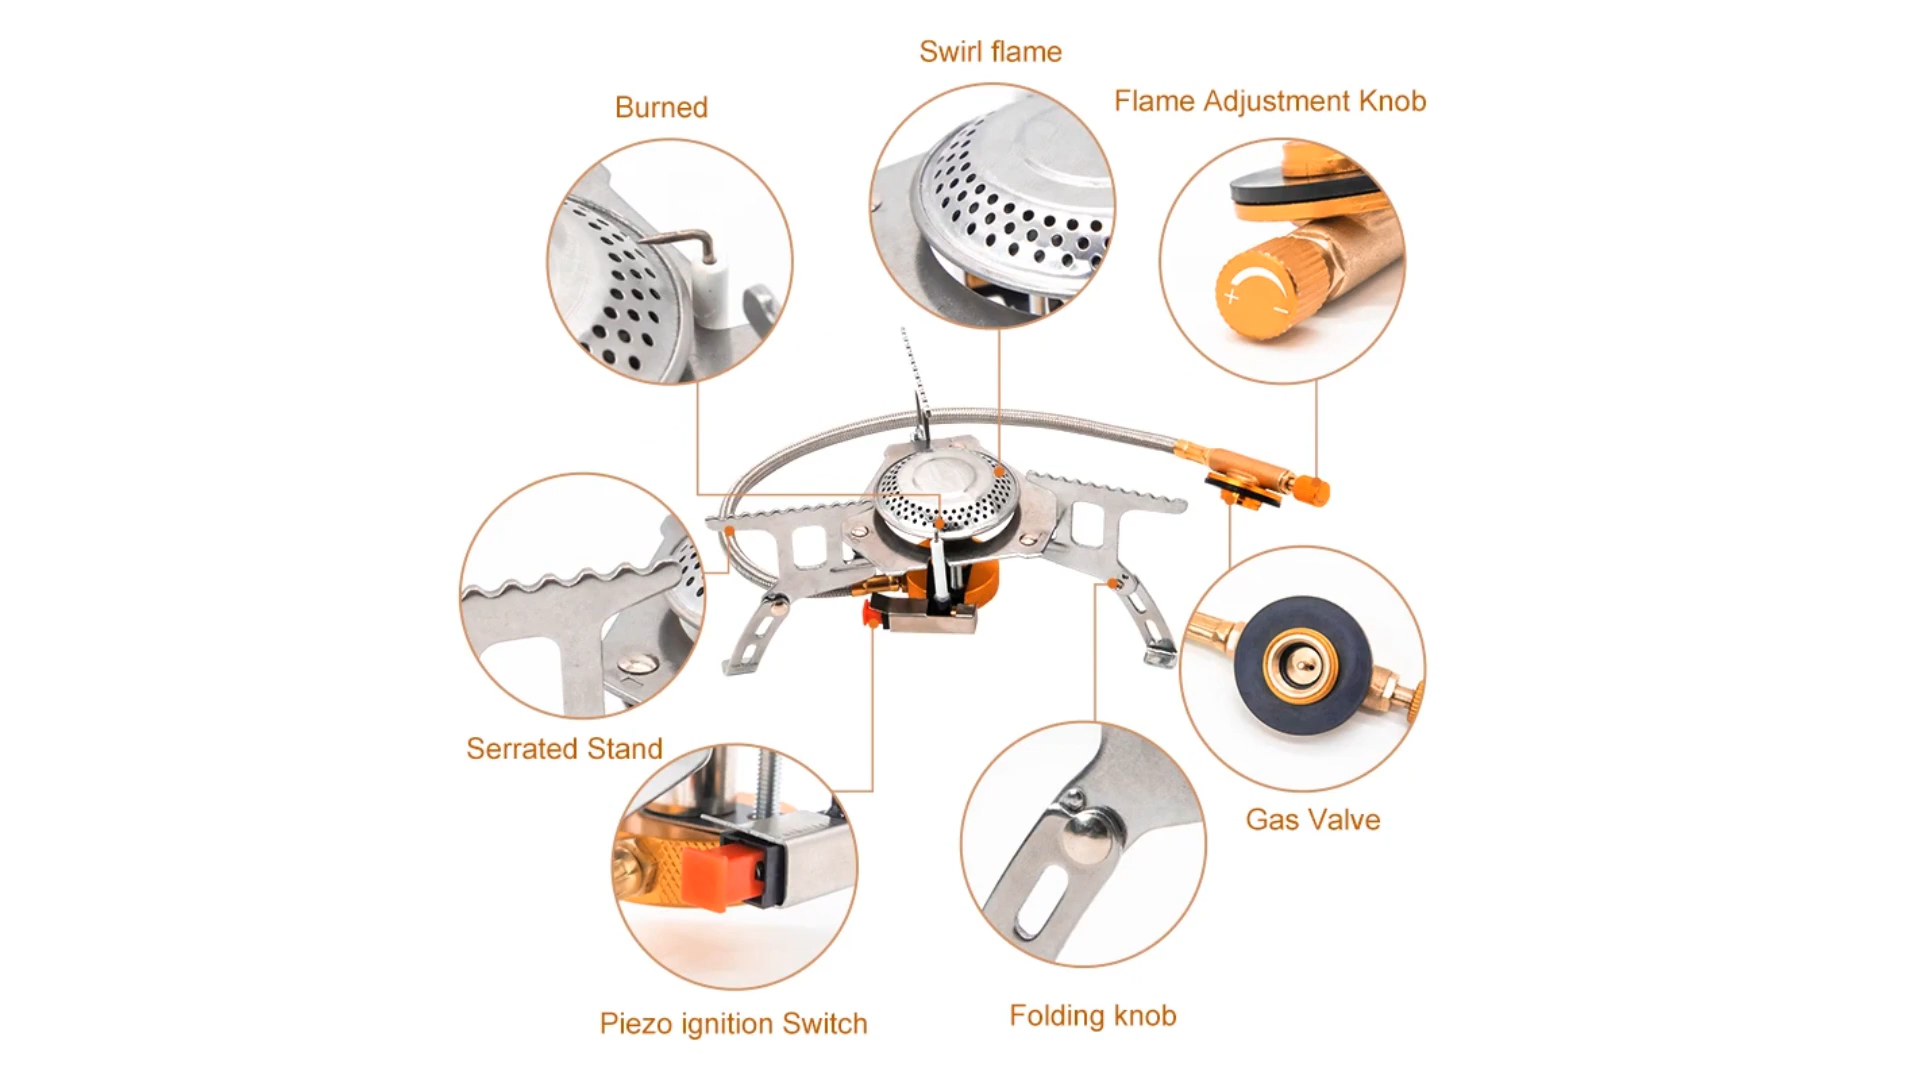 Swirl flame
Burned
Flame Adjustment Knob
+
−
Serrated Stand
Gas Valve
Piezo ignition Switch
Folding knob